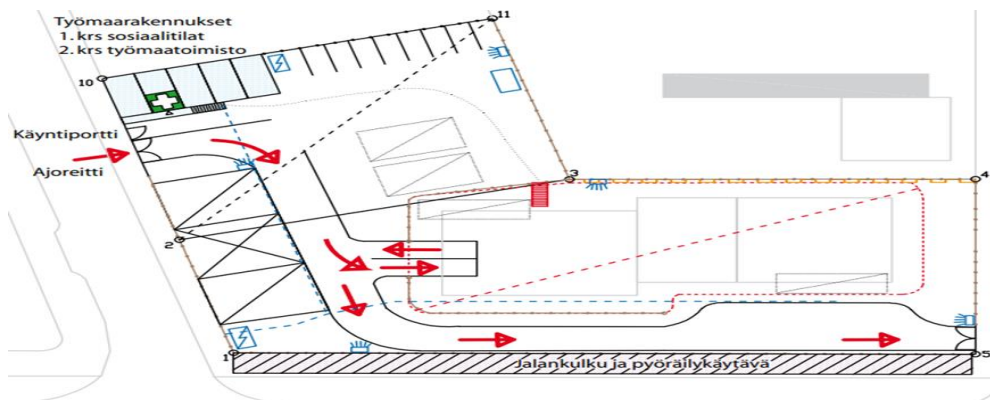 Työmaarakennukset
1. krs sosiaalitilat
2. krs työmaatoimisto
11
10
Käyntiportti
Ajoreitti
3
4
2
1
5
Jalankulku ja pyöräilykäytävä